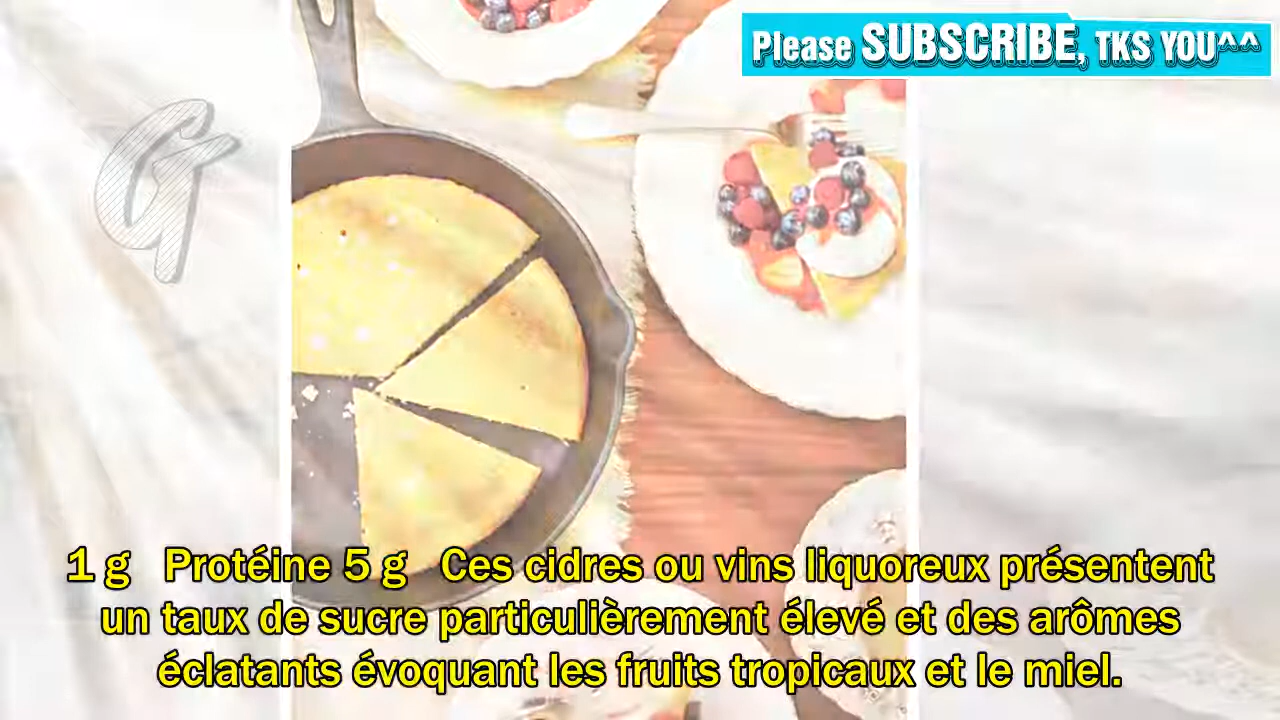 Please SUBSCRIBE, TKS YOU^^
G
1 g   Protéine 5 g   Ces cidres ou vins liquoreux présentent
un taux de sucre particulièrement élevé et des arômes
éclatants évoquant les fruits tropicaux et le miel.